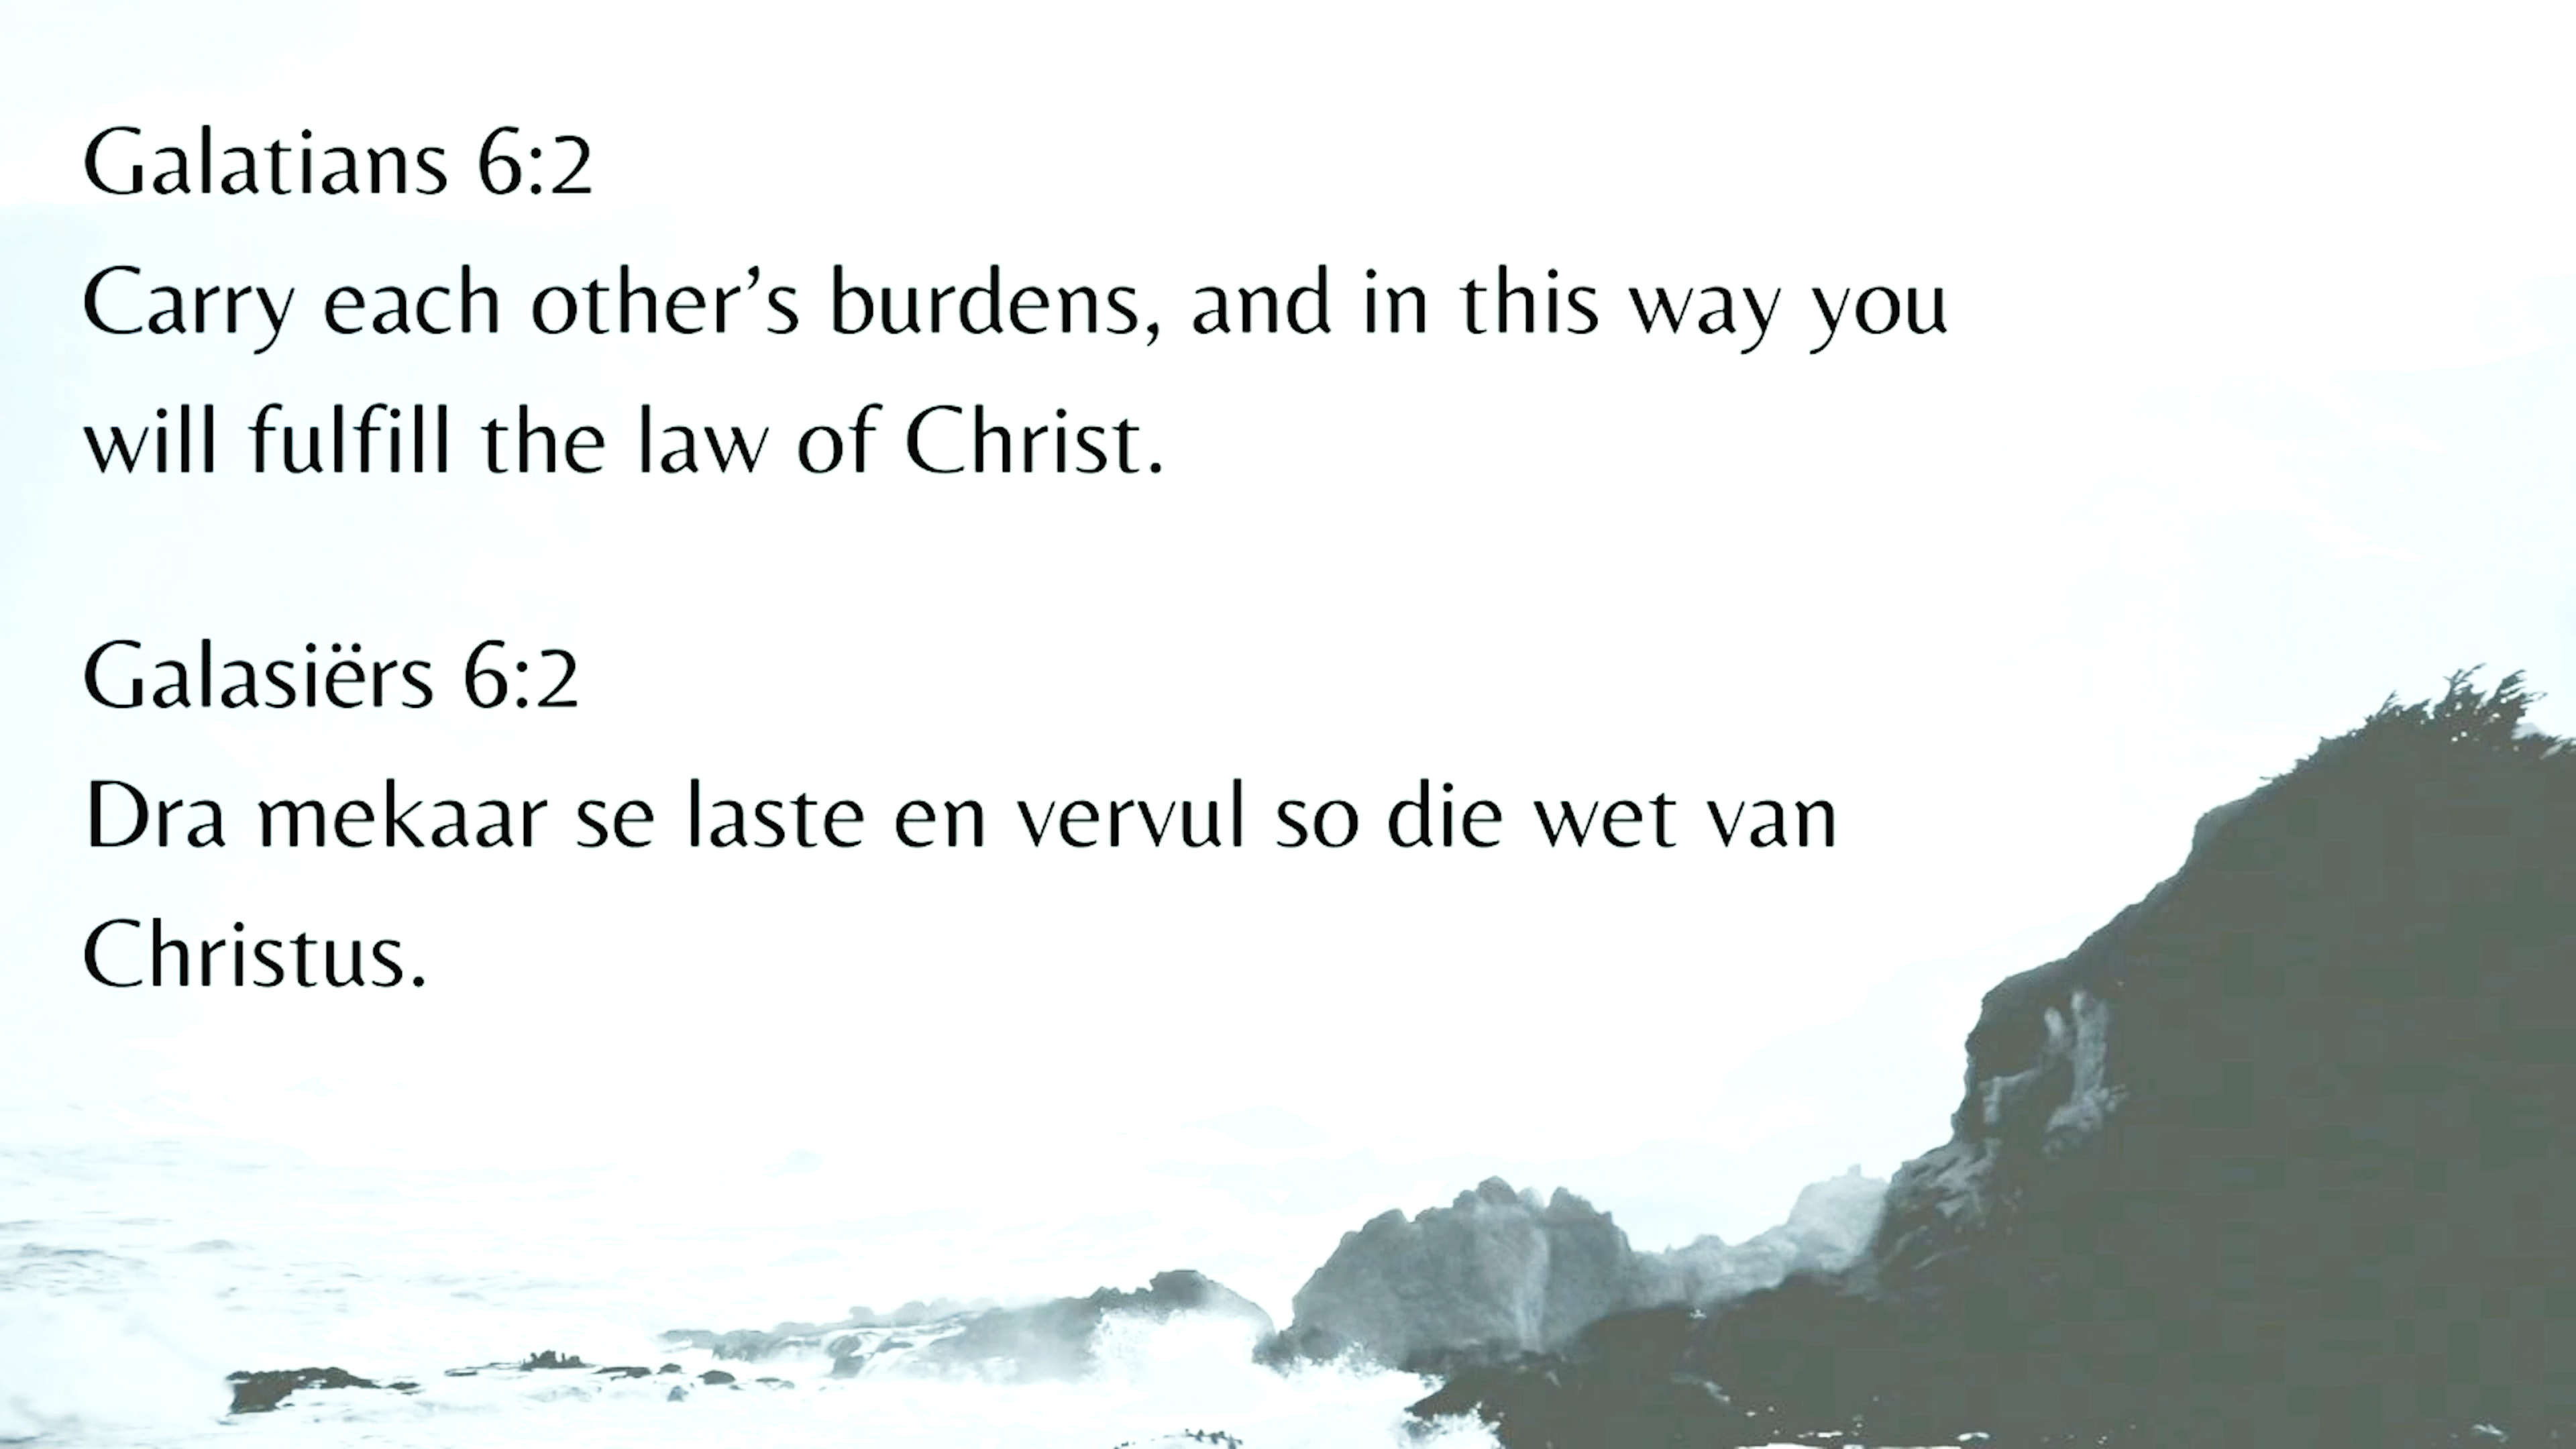 Galatians 6:2
Carry each other’s burdens, and in this way you
will fulfill the law of Christ.
Galasiërs 6:2
Dra mekaar se laste en vervul so die wet van
Christus.